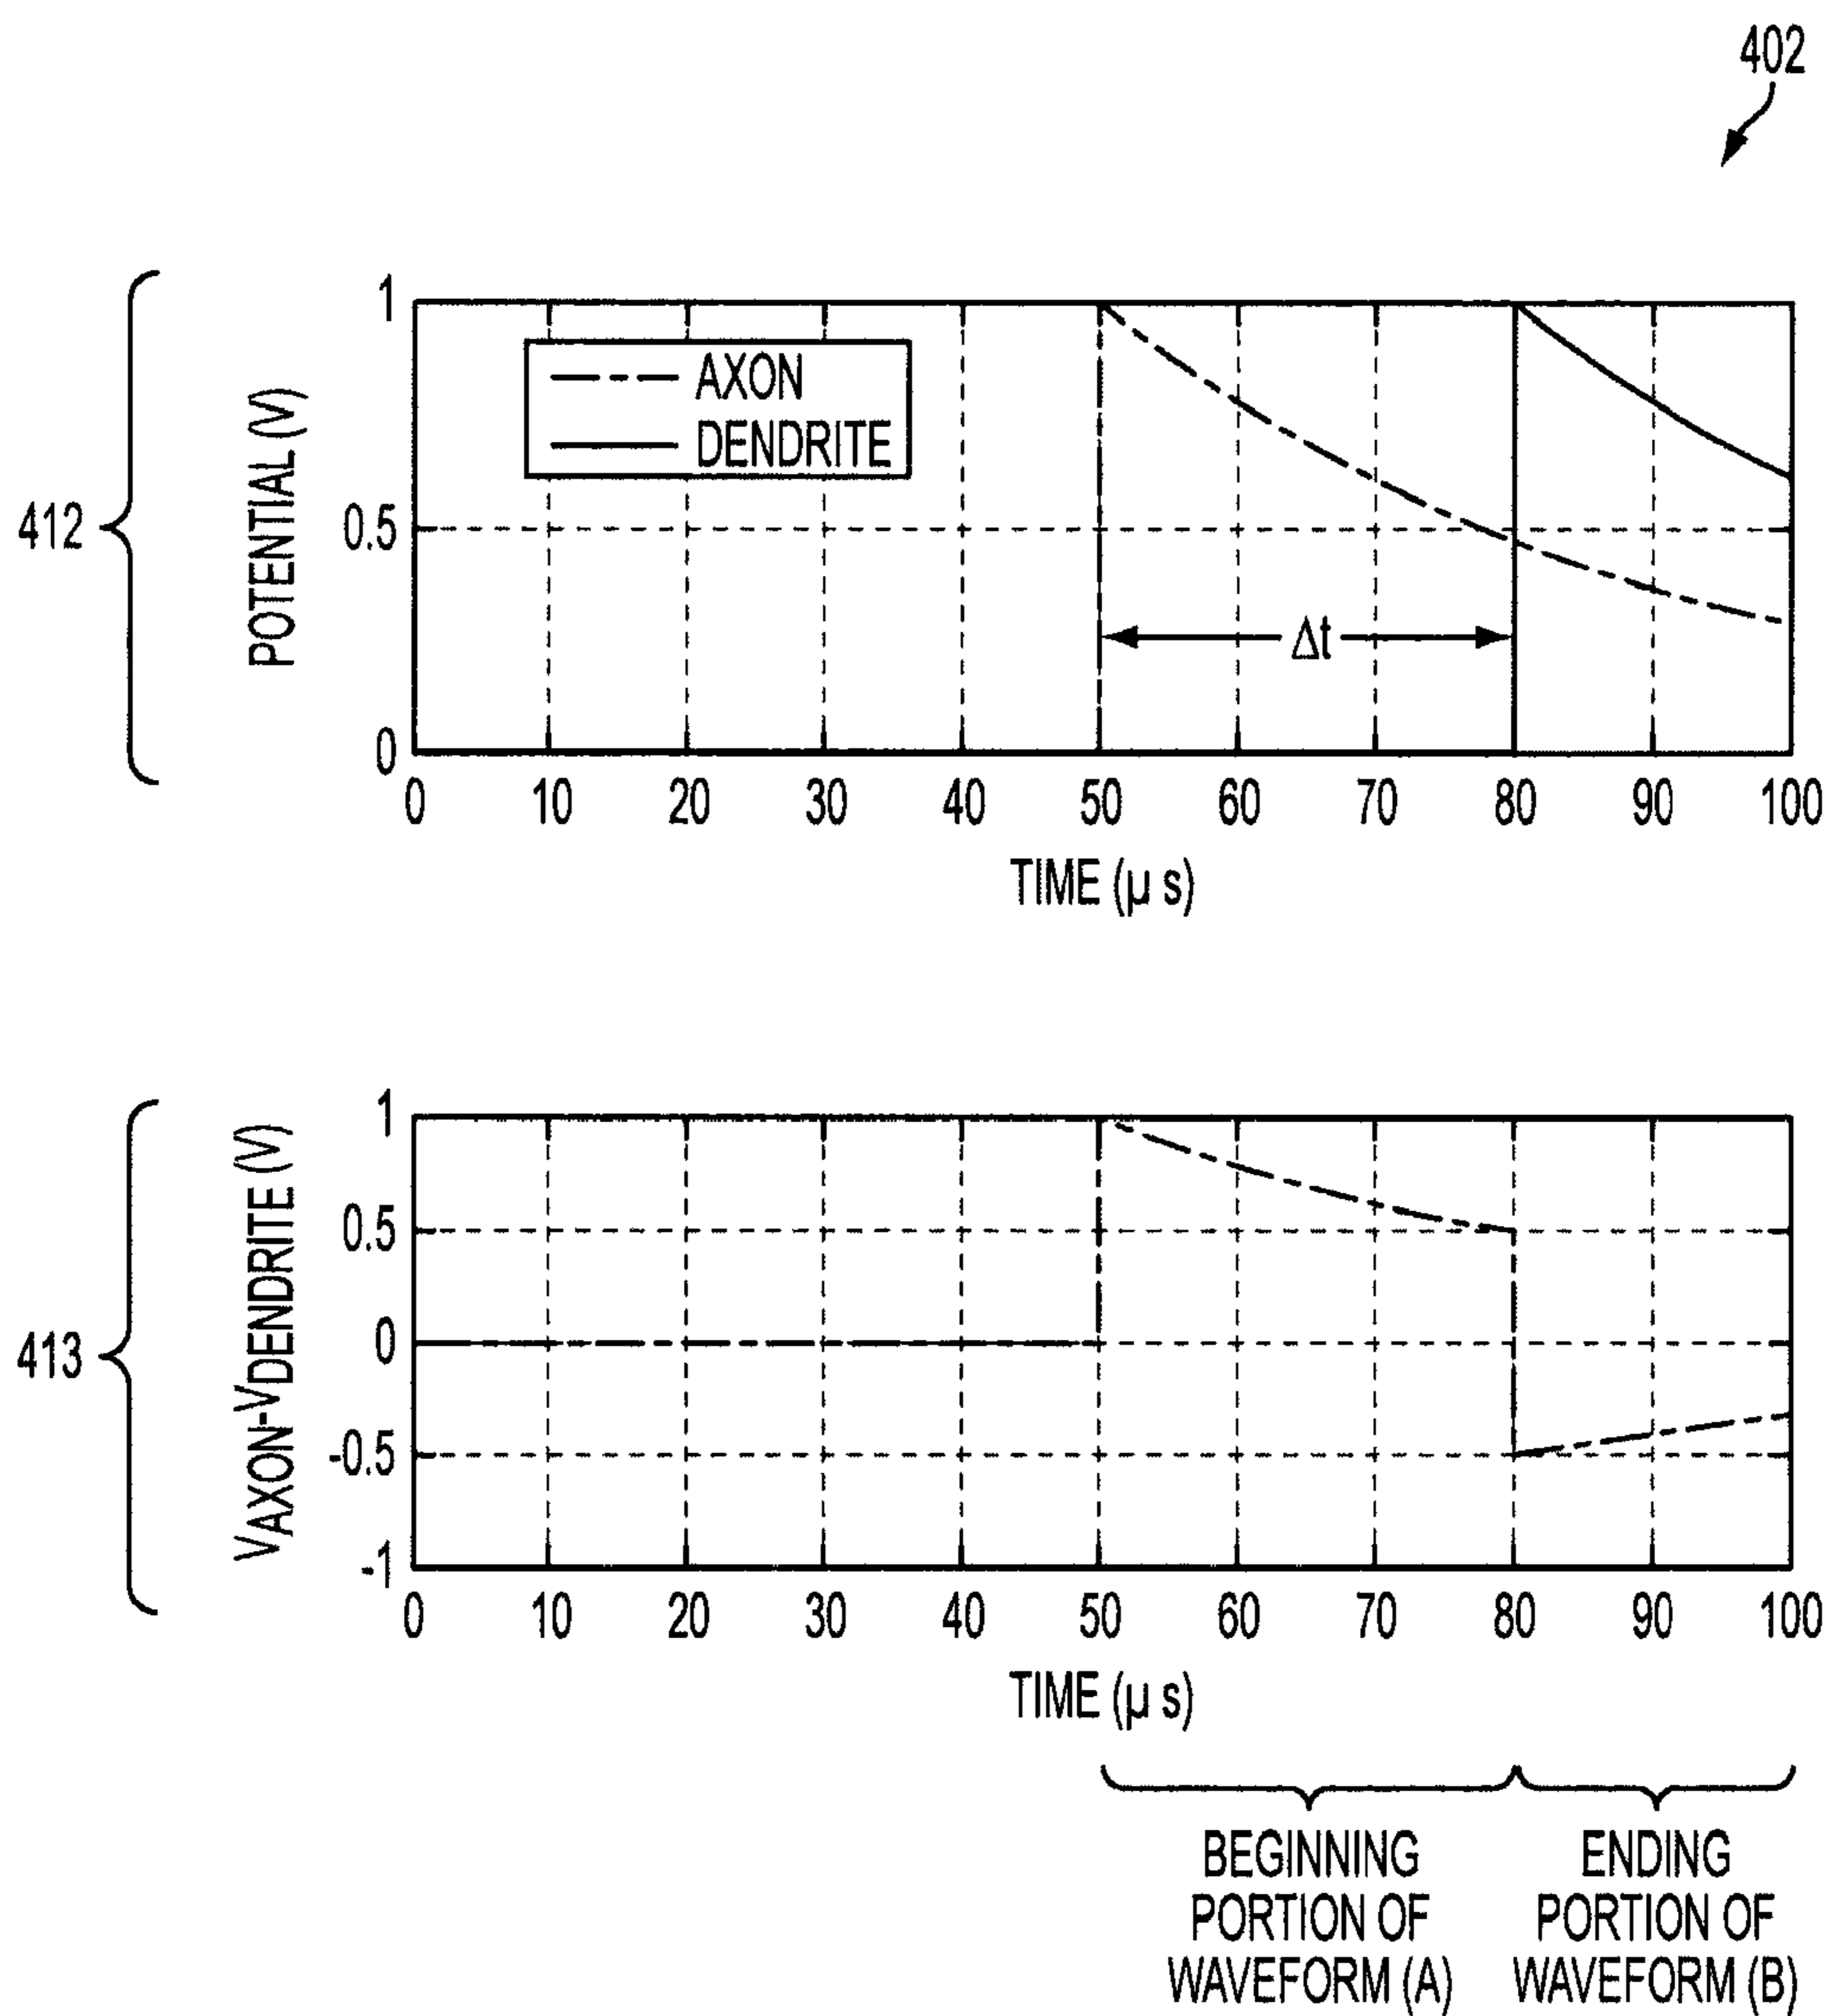 402
412
POTENTIAL (V)
1
0.5
0
AXON
DENDRITE
Δt
0 10 20 30 40 50 60 70 80 90 100
TIME (μ s)
413
VAXON-VDENDRITE (V)
1
0.5
0
-0.5
-1
0 10 20 30 40 50 60 70 80 90 100
TIME (μ s)
BEGINNING
PORTION OF
WAVEFORM (A)
ENDING
PORTION OF
WAVEFORM (B)